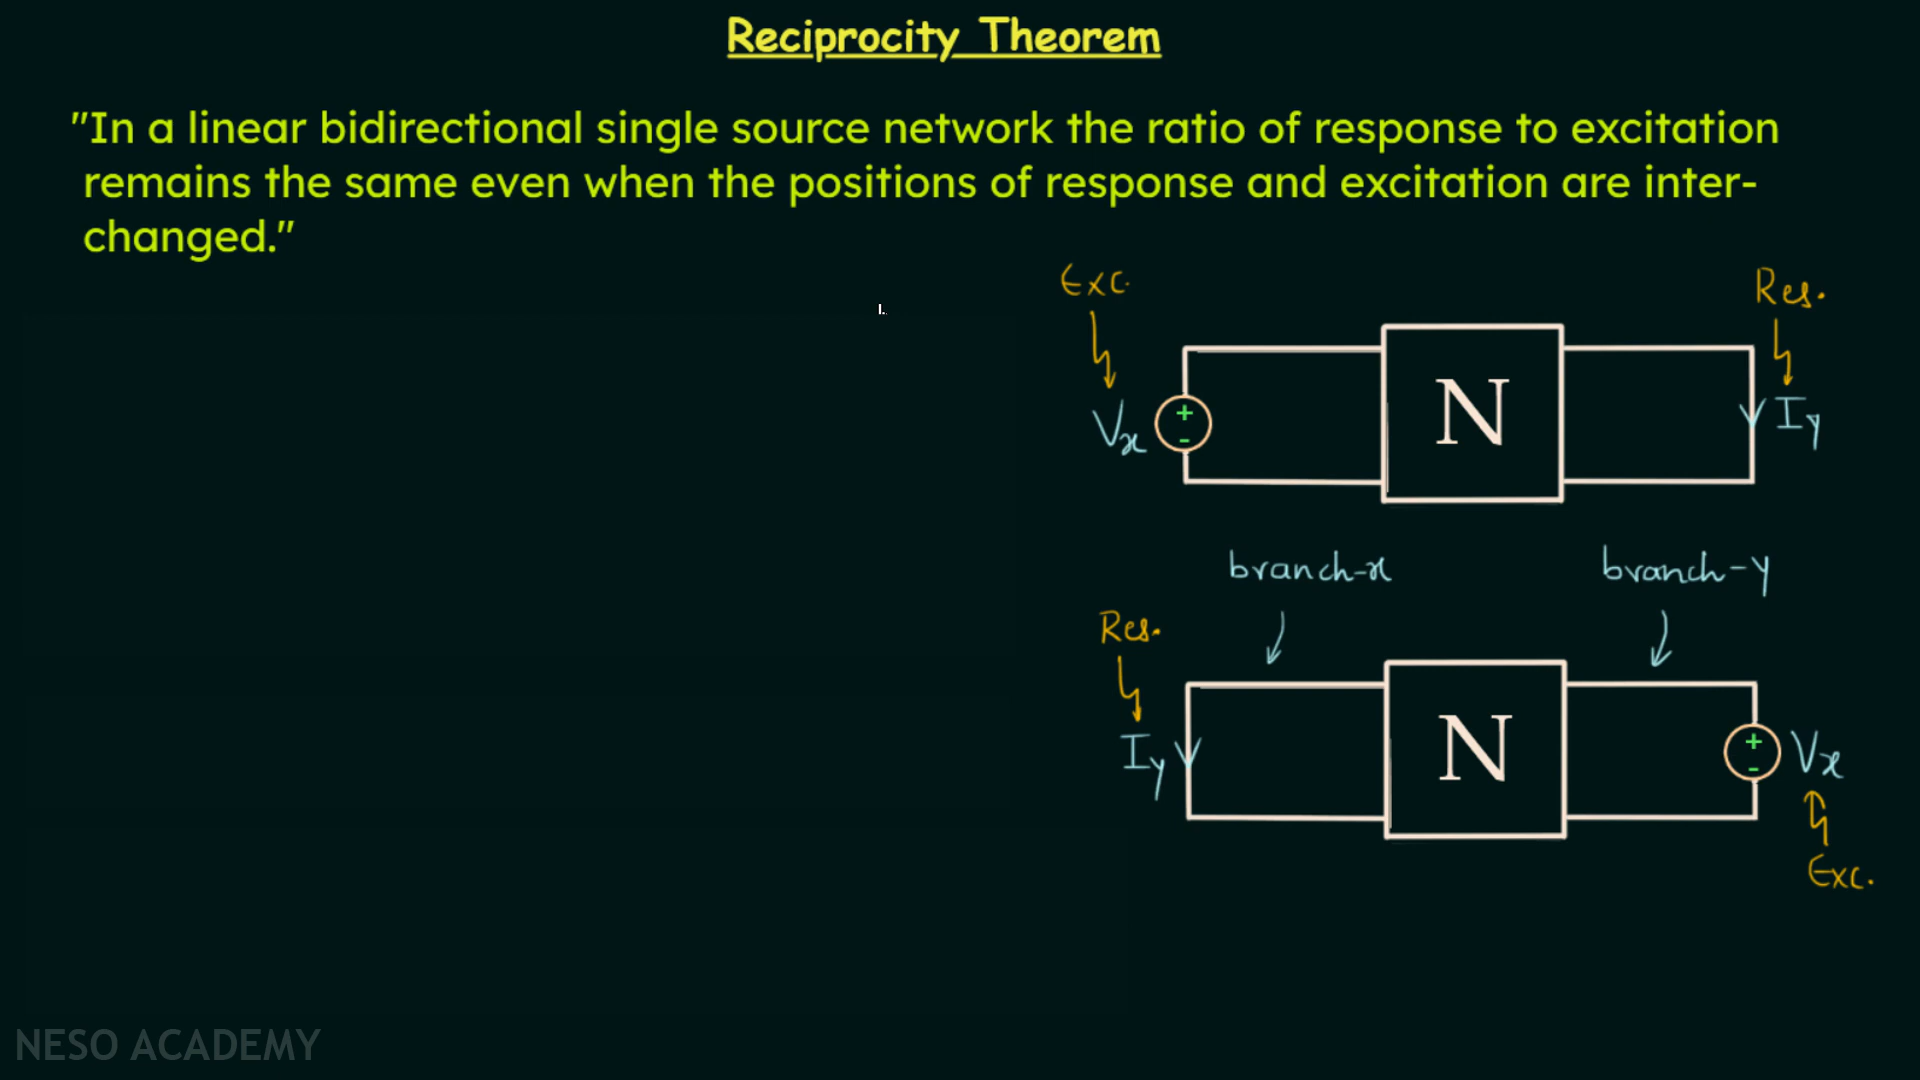 Reciprocity Theorem
"In a linear bidirectional single source network the ratio of response to excitation
remains the same even when the positions of response and excitation are inter-
changed."
Exc.
Res.
Vx
+
-
N
Iy
branch-x
branch-y
Res.
Iy
N
+
-
Vx
Exc.
NESO ACADEMY